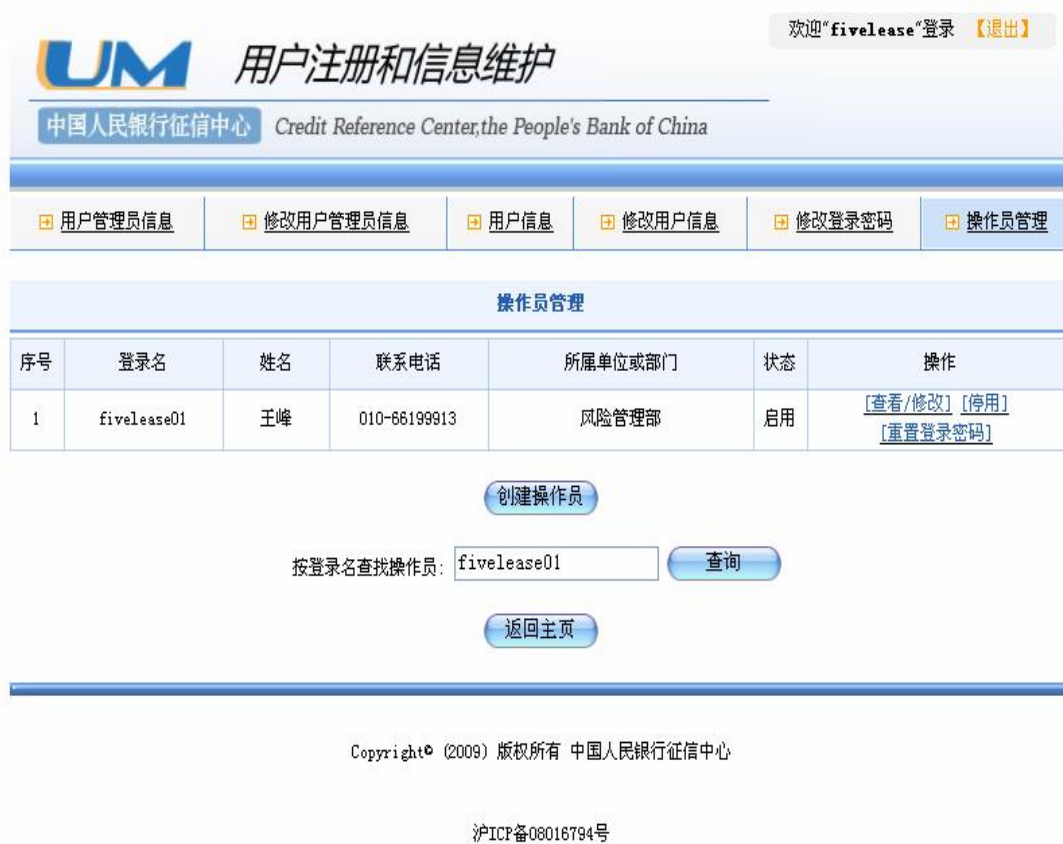 欢迎“fivelease”登录 【退出】
UM 用户注册和信息维护
中国人民银行征信中心 Credit Reference Center,the People's Bank of China
用户管理员信息 修改用户管理员信息 用户信息 修改用户信息 修改登录密码 操作员管理
操作员管理
序号 登录名 姓名 联系电话 所属单位或部门 状态 操作
1 fivelease01 王峰 010-66199913 风险管理部 启用 [查看/修改] [停用]
[重置登录密码]
创建操作员
按登录名查找操作员: fivelease01 查询
返回主页
Copyright© (2009) 版权所有 中国人民银行征信中心
沪ICP备08016794号